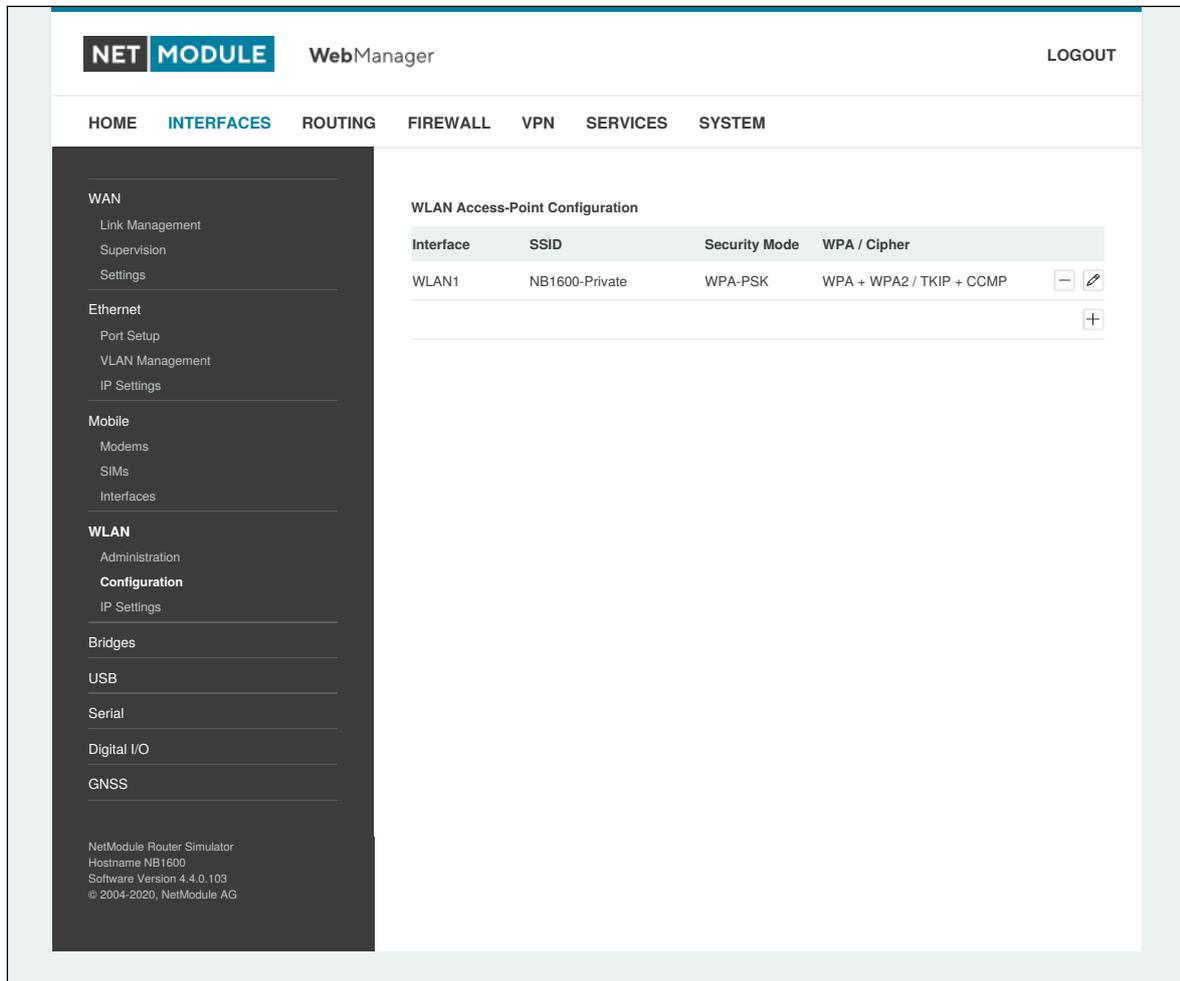 NET MODULE WebManager LOGOUT
HOME INTERFACES ROUTING FIREWALL VPN SERVICES SYSTEM
WAN
Link Management
Supervision
Settings
Ethernet
Port Setup
VLAN Management
IP Settings
Mobile
Modems
SIMs
Interfaces
WLAN
Administration
Configuration
IP Settings
Bridges
USB
Serial
Digital I/O
GNSS
NetModule Router Simulator
Hostname NB1600
Software Version 4.4.0.103
© 2004-2020, NetModule AG
WLAN Access-Point Configuration
Interface SSID Security Mode WPA / Cipher
WLAN1 NB1600-Private WPA-PSK WPA + WPA2 / TKIP + CCMP